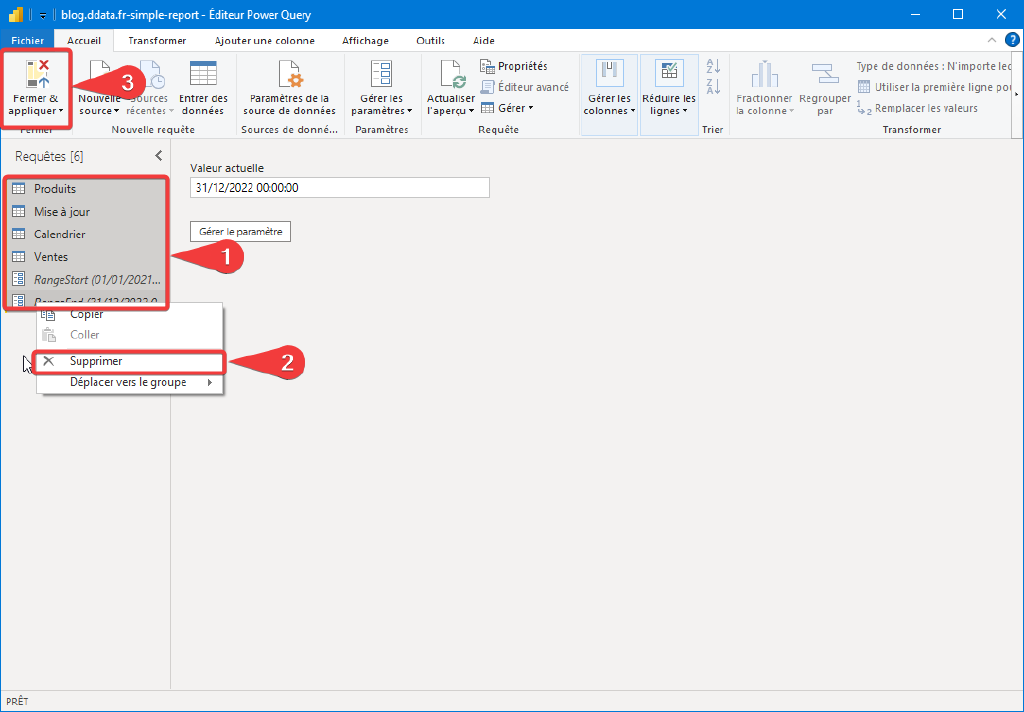 blog.ddata.fr-simple-report - Éditeur Power Query
Fichier Accueil Transformer Ajouter une colonne Affichage Outils Aide
Fermer & appliquer
Fermer
3
Nouvelle source
Sources récentes
Entrer des données
Nouvelle requête
Paramètres de la source de données
Sources de donné...
Gérer les paramètres
Paramètres
Actualiser l'aperçu
Propriétés
Éditeur avancé
Gérer
Requête
Gérer les colonnes
Réduire les lignes
Trier
Fractionner la colonne
Regrouper par
Type de données : N'importe lec
Utiliser la première ligne pou
Remplacer les valeurs
Transformer
Requêtes [6]
Produits
Mise à jour
Calendrier
Ventes
RangeStart (01/01/2021...
RangeEnd (31/12/2022 0...
1
Copier
Coller
Supprimer
2
Déplacer vers le groupe
Valeur actuelle
31/12/2022 00:00:00
Gérer le paramètre
PRÊT